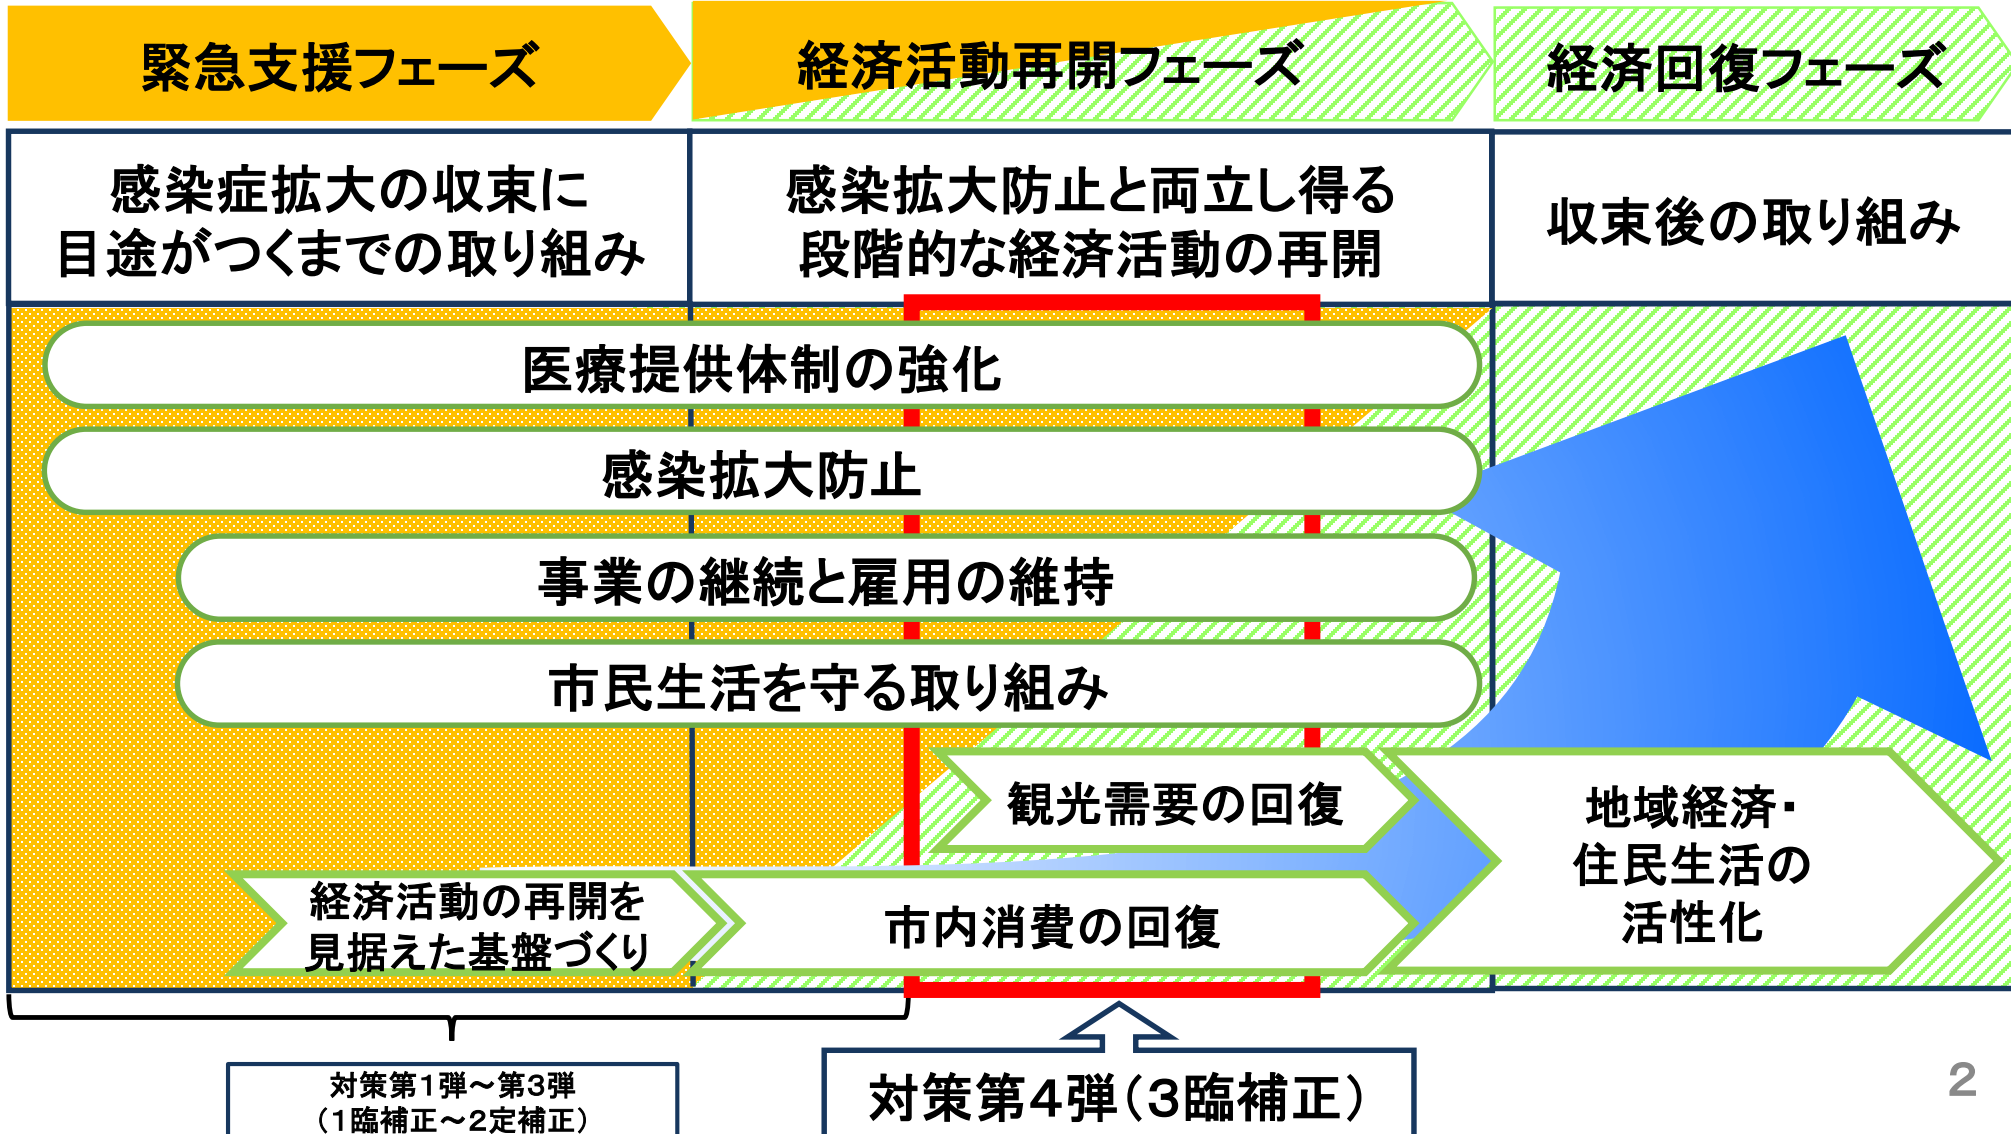 緊急支援フェーズ
経済活動再開フェーズ
経済回復フェーズ
感染症拡大の収束に
目途がつくまでの取り組み
感染拡大防止と両立し得る
段階的な経済活動の再開
収束後の取り組み
医療提供体制の強化
感染拡大防止
事業の継続と雇用の維持
市民生活を守る取り組み
観光需要の回復
経済活動の再開を
見据えた基盤づくり
市内消費の回復
地域経済・
住民生活の
活性化
対策第1弾～第3弾
（1臨補正～2定補正）
対策第4弾（3臨補正）
2